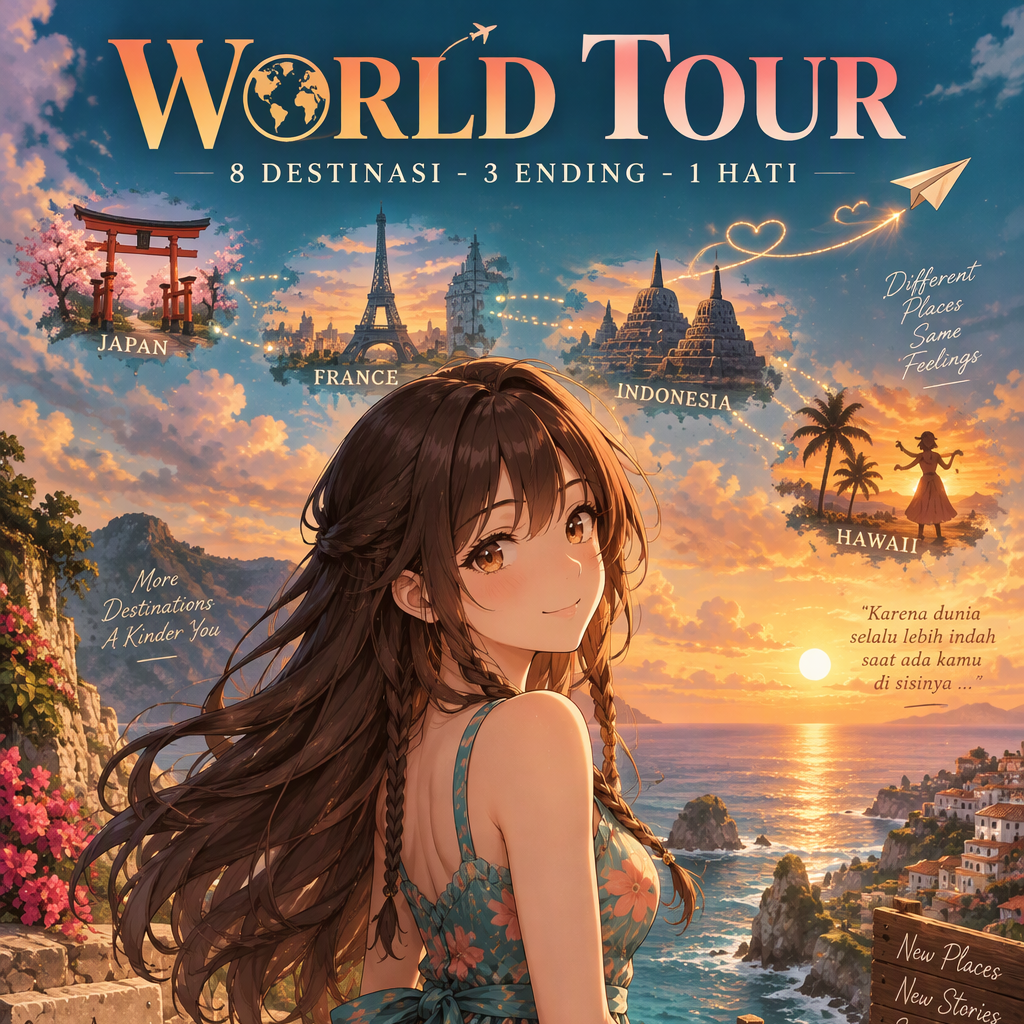 WORLD TOUR
8 DESTINASI - 3 ENDING - 1 HATI
JAPAN
FRANCE
INDONESIA
HAWAII
Different
Places
Same
Feelings
More
Destinations
A Kinder You
“Karena dunia
selalu lebih indah
saat ada kamu
di sisinya ...”
New Places
New Stories